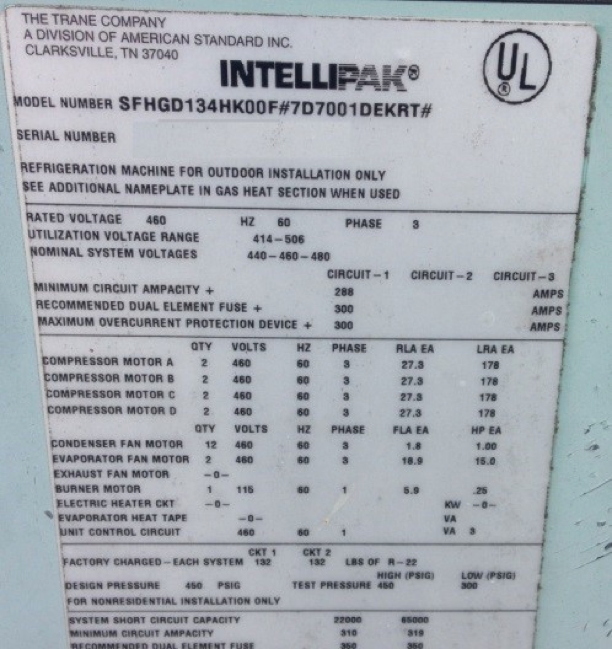 THE TRANE COMPANY
A DIVISION OF AMERICAN STANDARD INC.
CLARKSVILLE, TN 37040
INTELLIPAK®
UL®
MODEL NUMBER SFHGD134HK00F#7D7001DEKRT#
SERIAL NUMBER
REFRIGERATION MACHINE FOR OUTDOOR INSTALLATION ONLY
SEE ADDITIONAL NAMEPLATE IN GAS HEAT SECTION WHEN USED
RATED VOLTAGE 460 HZ 60 PHASE 3
UTILIZATION VOLTAGE RANGE 414-506
NOMINAL SYSTEM VOLTAGES 440-460-480
CIRCUIT-1 CIRCUIT-2 CIRCUIT-3
MINIMUM CIRCUIT AMPACITY + 288 AMPS
RECOMMENDED DUAL ELEMENT FUSE + 300 AMPS
MAXIMUM OVERCURRENT PROTECTION DEVICE + 300 AMPS
QTY VOLTS HZ PHASE RLA EA LRA EA
COMPRESSOR MOTOR A 2 460 60 3 27.3 178
COMPRESSOR MOTOR B 2 460 60 3 27.3 178
COMPRESSOR MOTOR C 2 460 60 3 27.3 178
COMPRESSOR MOTOR D 2 460 60 3 27.3 178
QTY VOLTS HZ PHASE FLA EA HP EA
CONDENSER FAN MOTOR 12 460 60 3 1.8 1.00
EVAPORATOR FAN MOTOR 2 460 60 3 18.9 15.0
EXHAUST FAN MOTOR -0-
BURNER MOTOR 1 115 60 1 5.9 .25
ELECTRIC HEATER CKT -0- KW -0-
EVAPORATOR HEAT TAPE -0- VA
UNIT CONTROL CIRCUIT 460 60 1 VA 3
CKT 1 CKT 2
FACTORY CHARGED-EACH SYSTEM 132 132 LBS OF R-22
HIGH (PSIG) LOW (PSIG)
DESIGN PRESSURE 450 PSIG TEST PRESSURE 450 300
FOR NONRESIDENTIAL INSTALLATION ONLY
SYSTEM SHORT CIRCUIT CAPACITY 22000 65000
MINIMUM CIRCUIT AMPACITY 310 319
RECOMMENDED DUAL ELEMENT FUSE 350 350